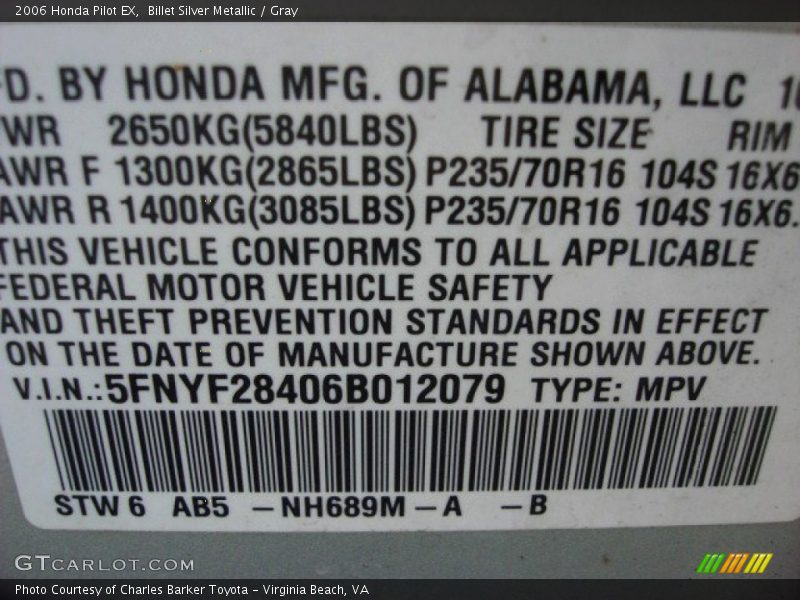 2006 Honda Pilot EX, Billet Silver Metallic / Gray
D. BY HONDA MFG. OF ALABAMA, LLC
WR 2650KG(5840LBS) TIRE SIZE RIM
AWR F 1300KG(2865LBS) P235/70R16 104S 16X6
AWR R 1400KG(3085LBS) P235/70R16 104S 16X6.
THIS VEHICLE CONFORMS TO ALL APPLICABLE
FEDERAL MOTOR VEHICLE SAFETY
AND THEFT PREVENTION STANDARDS IN EFFECT
ON THE DATE OF MANUFACTURE SHOWN ABOVE.
V.I.N.:5FNYF28406B012079 TYPE: MPV
STW 6 AB5 -NH689M-A -B
GTCARLOT.COM
Photo Courtesy of Charles Barker Toyota - Virginia Beach, VA